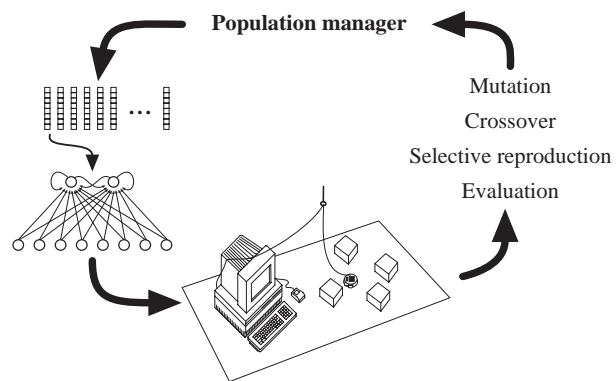 Population manager
Mutation
Crossover
Selective reproduction
Evaluation
...